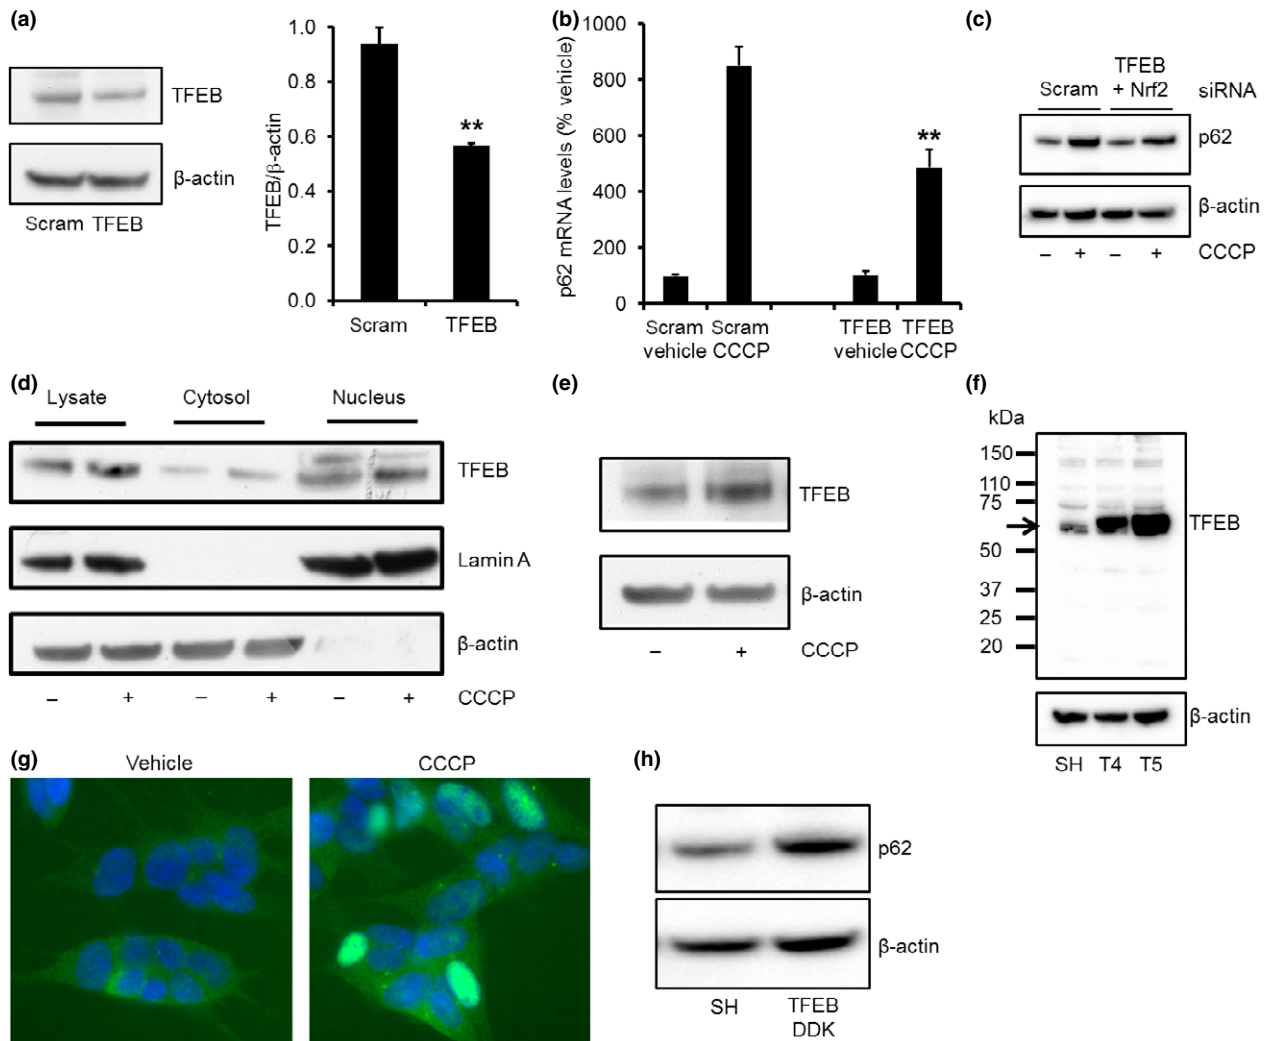 (a)
TFEB
β-actin
Scram TFEB
TFEB/β-actin
1.0
0.8
0.6
0.4
0.2
0.0
**
Scram
TFEB
(b)
p62 mRNA levels (% vehicle)
1000
800
600
400
200
0
**
Scram vehicle
Scram CCCP
TFEB vehicle
TFEB CCCP
(c)
Scram
TFEB + Nrf2
siRNA
p62
β-actin
– + – + CCCP
(d)
Lysate Cytosol Nucleus
TFEB
Lamin A
β-actin
– + – + – + CCCP
(e)
TFEB
β-actin
– + CCCP
(f)
kDa
150
110
75
50
37
25
20
TFEB
β-actin
SH T4 T5
(g)
Vehicle
CCCP
(h)
p62
β-actin
SH
TFEB
DDK